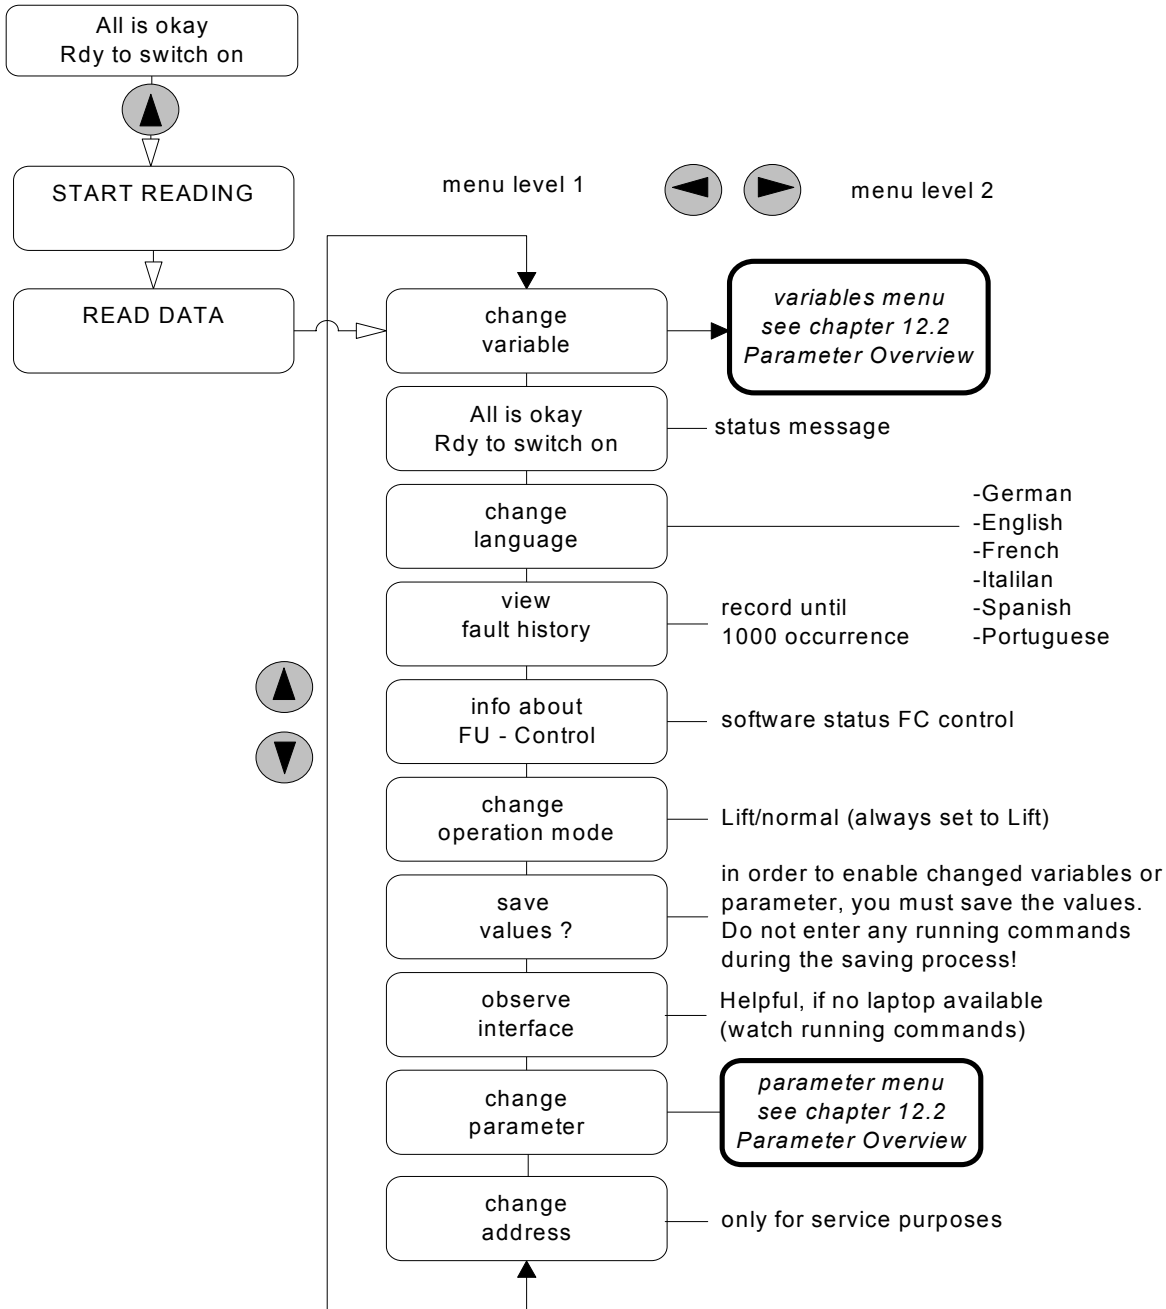 All is okay
Rdy to switch on
START READING
READ DATA
menu level 1
menu level 2
change
variable
variables menu
see chapter 12.2
Parameter Overview
All is okay
Rdy to switch on
status message
change
language
-German
-English
-French
-Italilan
-Spanish
-Portuguese
view
fault history
record until
1000 occurrence
info about
FU - Control
software status FC control
change
operation mode
Lift/normal (always set to Lift)
save
values ?
in order to enable changed variables or
parameter, you must save the values.
Do not enter any running commands
during the saving process!
observe
interface
Helpful, if no laptop available
(watch running commands)
change
parameter
parameter menu
see chapter 12.2
Parameter Overview
change
address
only for service purposes